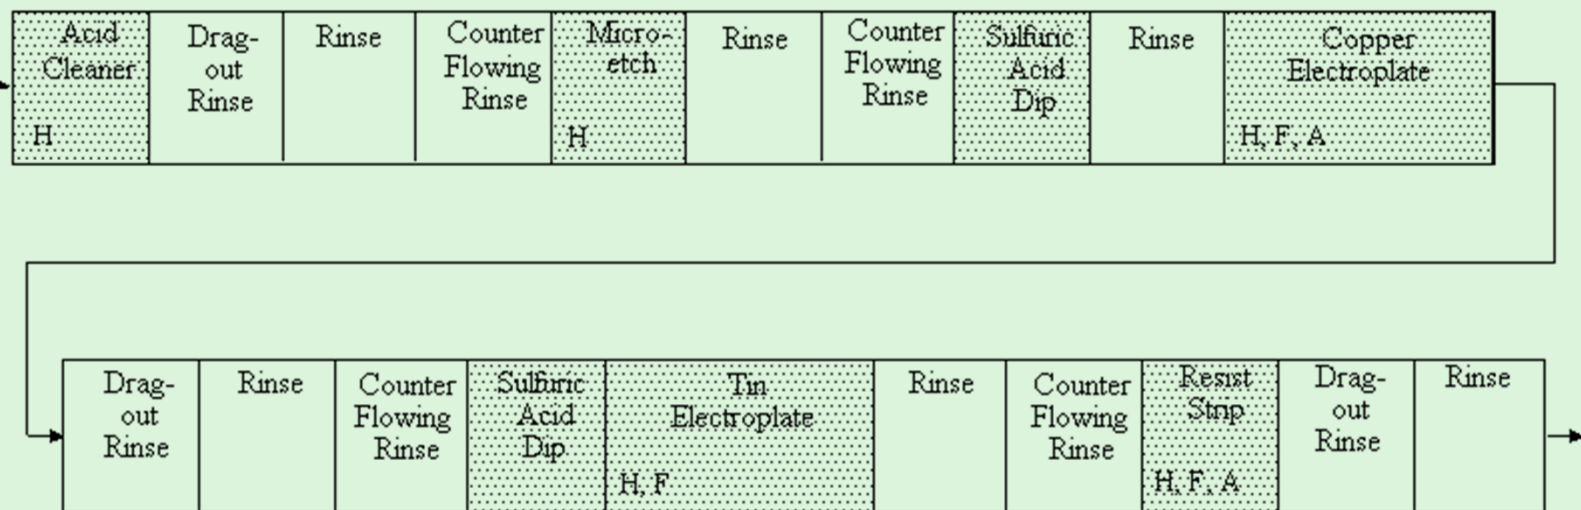 Acid
Cleaner
H
Drag-
out
Rinse
Rinse
Counter
Flowing
Rinse
Micro-
etch
H
Rinse
Counter
Flowing
Rinse
Sulfuric
Acid
Dip
Rinse
Copper
Electroplate
H, F, A
Drag-
out
Rinse
Rinse
Counter
Flowing
Rinse
Sulfuric
Acid
Dip
Tin
Electroplate
H, F
Rinse
Counter
Flowing
Rinse
Resist
Strip
H, F, A
Drag-
out
Rinse
Rinse